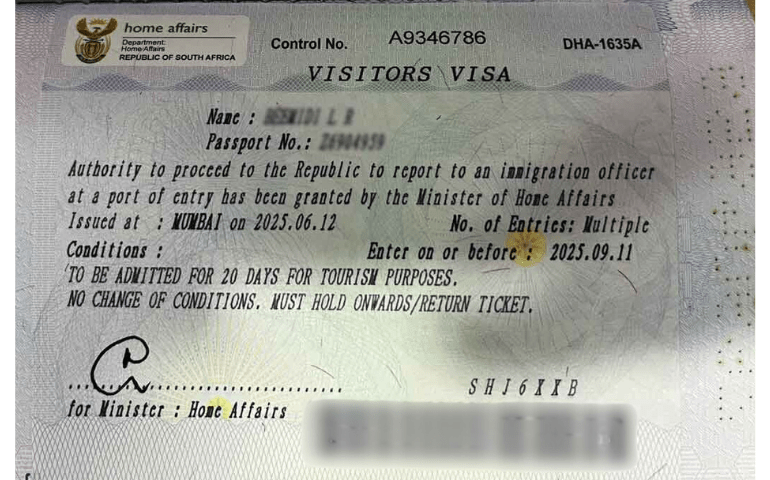 home affairs
Department:
Home Affairs
REPUBLIC OF SOUTH AFRICA
Control No. A9346786 DHA-1635A
VISITORS VISA
Name :
Passport No.:
Authority to proceed to the Republic to report to an immigration officer
at a port of entry has been granted by the Minister of Home Affairs
Issued at : MUMBAI on 2025.06.12 No. of Entries: Multiple
Conditions : Enter on or before : 2025.09.11
TO BE ADMITTED FOR 20 DAYS FOR TOURISM PURPOSES.
NO CHANGE OF CONDITIONS. MUST HOLD ONWARDS/RETURN TICKET.
SHJ6XXB
for Minister : Home Affairs